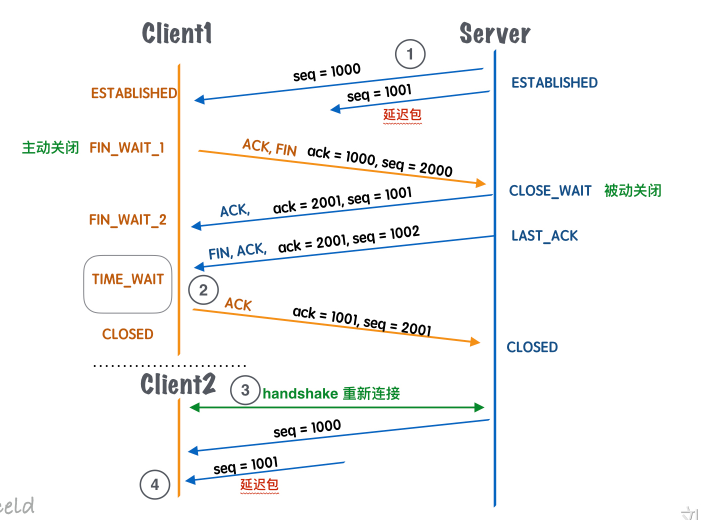 Client1
Server
1
seq = 1000
ESTABLISHED
ESTABLISHED
seq = 1001
延迟包
主动关闭
FIN_WAIT_1
ACK, FIN ack = 1000, seq = 2000
CLOSE_WAIT
被动关闭
ACK, ack = 2001, seq = 1001
FIN_WAIT_2
LAST_ACK
FIN, ACK, ack = 2001, seq = 1002
TIME_WAIT
2
ACK ack = 1001, seq = 2001
CLOSED
CLOSED
Client2
3
handshake 重新连接
seq = 1000
seq = 1001
4
延迟包